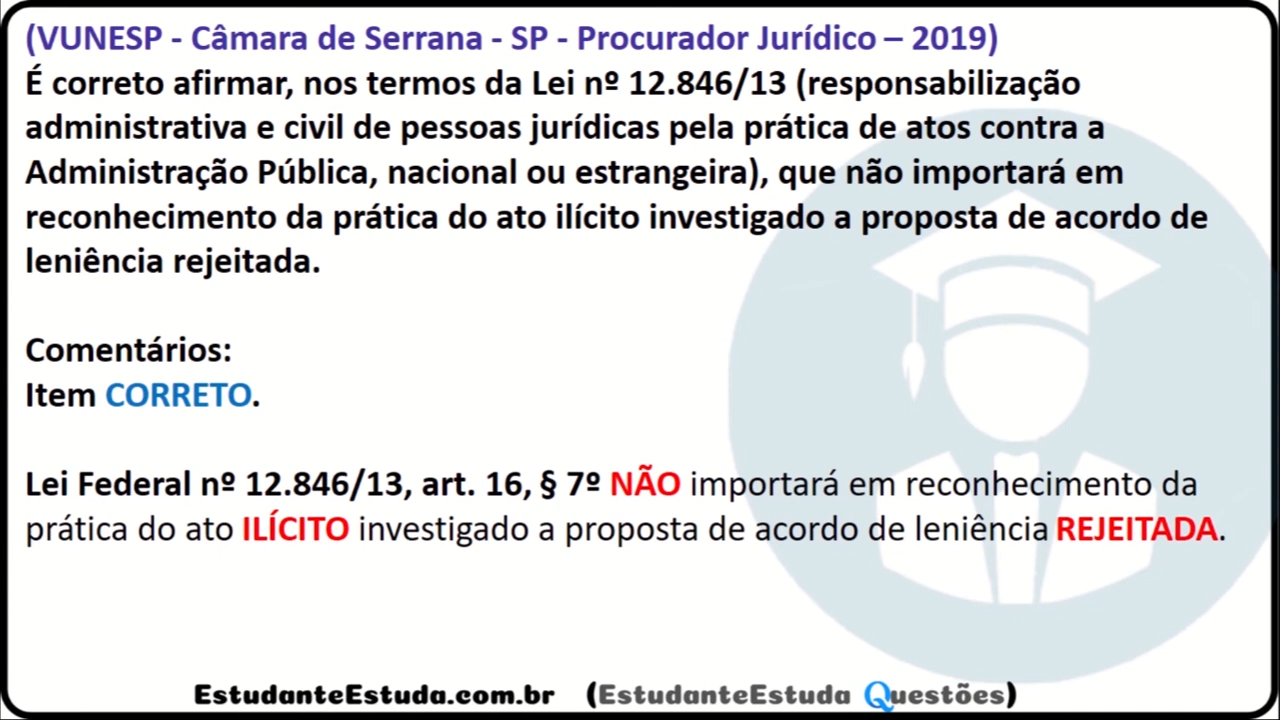 (VUNESP - Câmara de Serrana - SP - Procurador Jurídico – 2019)
É correto afirmar, nos termos da Lei nº 12.846/13 (responsabilização
administrativa e civil de pessoas jurídicas pela prática de atos contra a
Administração Pública, nacional ou estrangeira), que não importará em
reconhecimento da prática do ato ilícito investigado a proposta de acordo de
leniência rejeitada.
Comentários:
Item CORRETO.
Lei Federal nº 12.846/13, art. 16, § 7º NÃO importará em reconhecimento da
prática do ato ILÍCITO investigado a proposta de acordo de leniência REJEITADA.
EstudanteEstuda.com.br (EstudanteEstuda Questões)